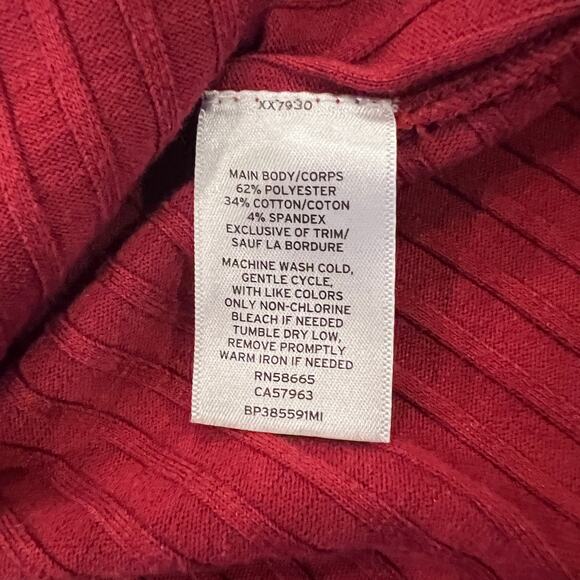 XX7930
MAIN BODY/CORPS
62% POLYESTER
34% COTTON/COTON
4% SPANDEX
EXCLUSIVE OF TRIM/
SAUF LA BORDURE
MACHINE WASH COLD,
GENTLE CYCLE,
WITH LIKE COLORS
ONLY NON-CHLORINE
BLEACH IF NEEDED
TUMBLE DRY LOW,
REMOVE PROMPTLY
WARM IRON IF NEEDED
RN58665
CA57963
BP385591MI